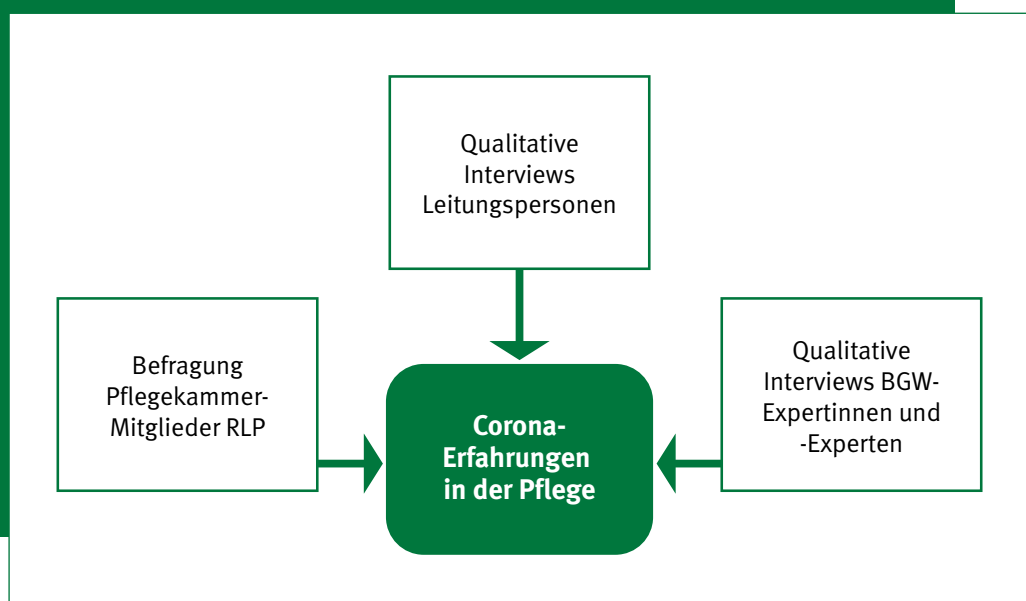 Qualitative
Interviews
Leitungspersonen
Befragung
Pflegekammer-
Mitglieder RLP
Corona-
Erfahrungen
in der Pflege
Qualitative
Interviews BGW-
Expertinnen und
-Experten